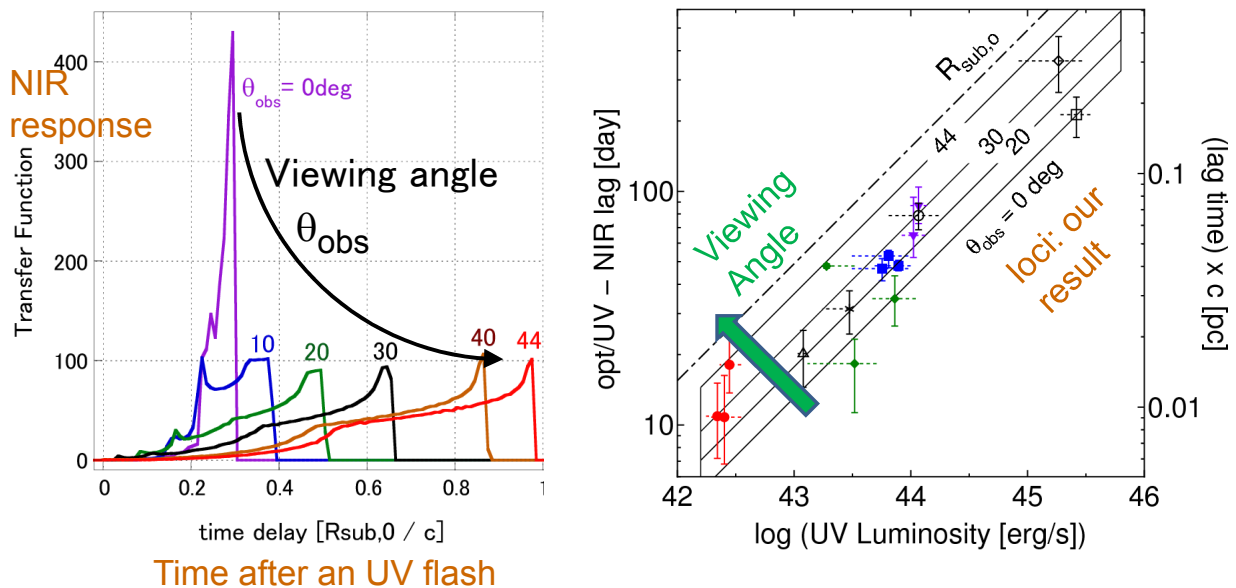 NIR
response
Transfer Function
400
300
200
100
0
θobs = 0deg
Viewing angle
θobs
10
20
30
40
44
0
0.2
0.4
0.6
0.8
1
time delay [Rsub,0 / c]
Time after an UV flash
opt/UV – NIR lag [day]
100
10
Rsub,o
44
30
20
θobs = 0 deg
Viewing
Angle
loci: our
result
0.1
0.01
(lag time) x c [pc]
42
43
44
45
46
log (UV Luminosity [erg/s])